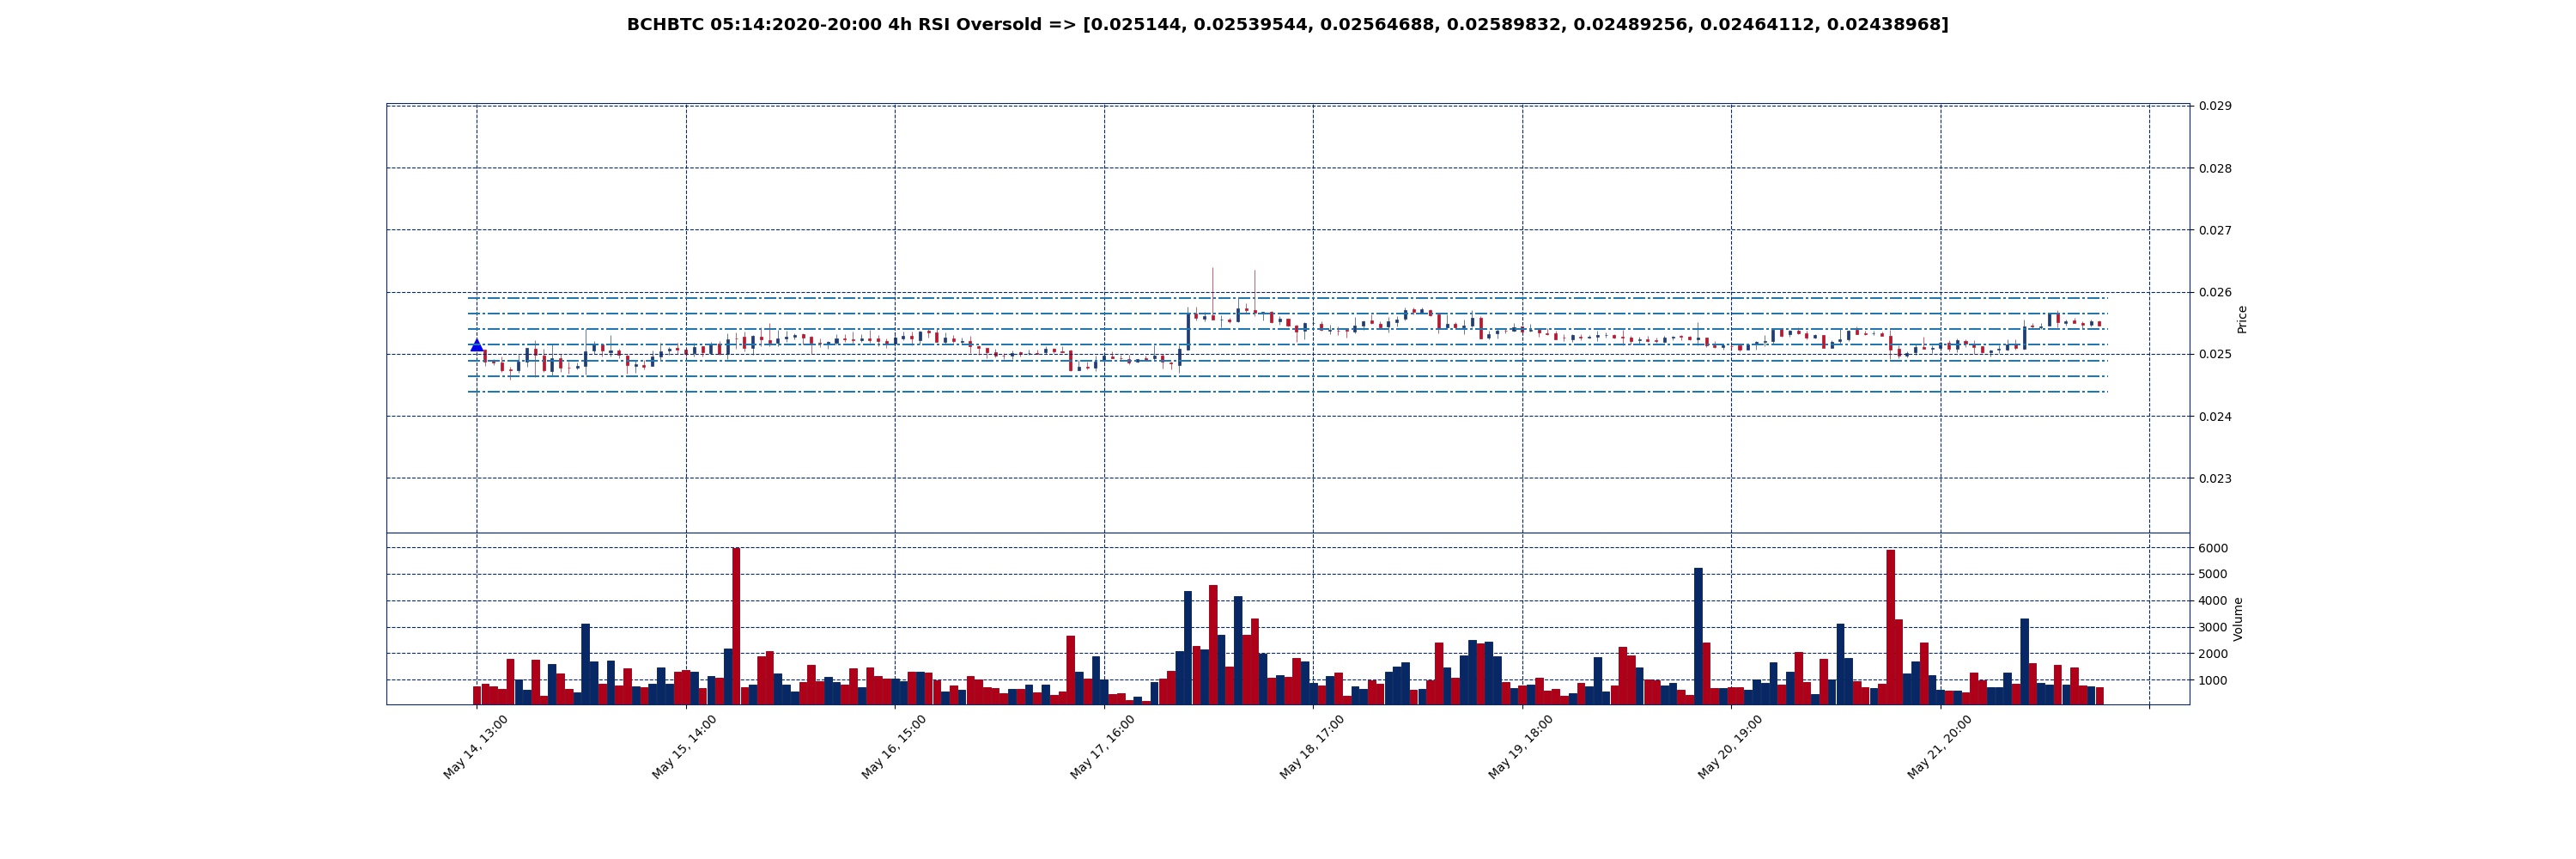 BCHBTC 05:14:2020-20:00 4h RSI Oversold => [0.025144, 0.02539544, 0.02564688, 0.02589832, 0.02489256, 0.02464112, 0.02438968]
0.029
0.028
0.027
0.026
0.025
0.024
0.023
Price
6000
5000
4000
3000
2000
1000
Volume
May 14, 13:00
May 15, 14:00
May 16, 15:00
May 17, 16:00
May 18, 17:00
May 19, 18:00
May 20, 19:00
May 21, 20:00